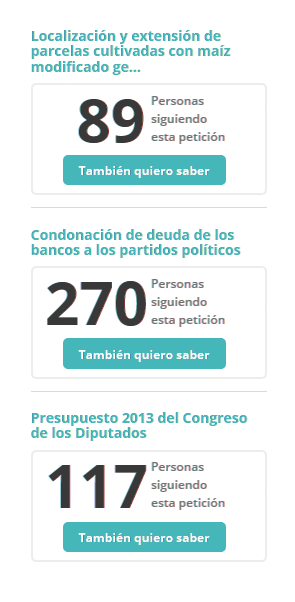 Localización y extensión de
parcelas cultivadas con maíz
modificado ge...
89
Personas
siguiendo
esta petición
También quiero saber
Condonación de deuda de los
bancos a los partidos políticos
270
Personas
siguiendo
esta petición
También quiero saber
Presupuesto 2013 del Congreso
de los Diputados
117
Personas
siguiendo
esta petición
También quiero saber